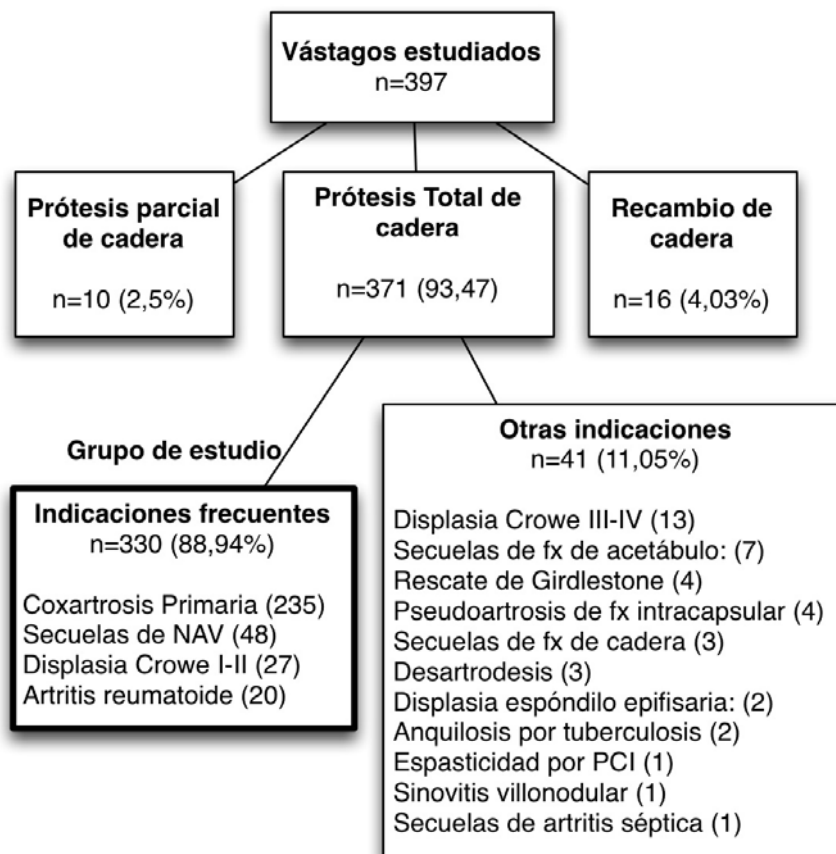 Vástagos estudiados
n=397
Prótesis parcial
de cadera
n=10 (2,5%)
Prótesis Total de
cadera
n=371 (93,47)
Recambio de
cadera
n=16 (4,03%)
Grupo de estudio
Indicaciones frecuentes
n=330 (88,94%)
Coxartrosis Primaria (235)
Secuelas de NAV (48)
Displasia Crowe I-II (27)
Artritis reumatoide (20)
Otras indicaciones
n=41 (11,05%)
Displasia Crowe III-IV (13)
Secuelas de fx de acetábulo: (7)
Rescate de Girdlestone (4)
Pseudoartrosis de fx intracapsular (4)
Secuelas de fx de cadera (3)
Desartrodesis (3)
Displasia espóndilo epifisaria: (2)
Anquilosis por tuberculosis (2)
Espasticidad por PCI (1)
Sinovitis villonodular (1)
Secuelas de artritis séptica (1)